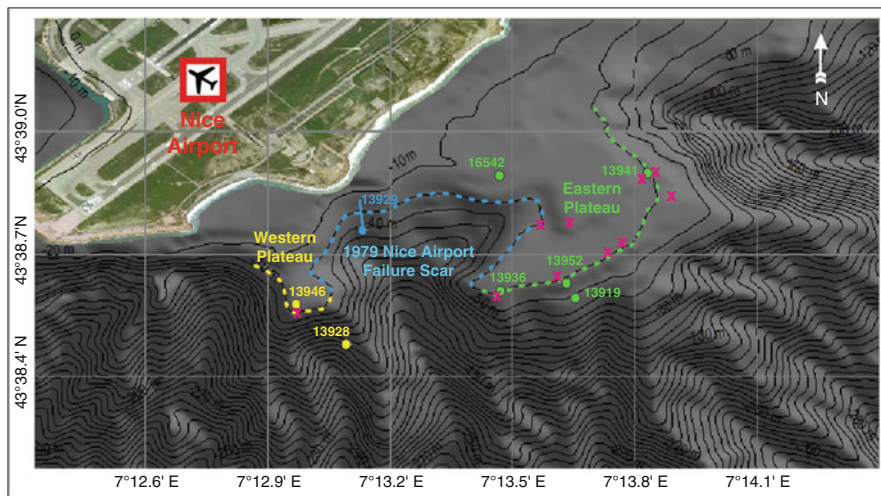 0 m
-10 m
Nice
Airport
N
43°39.0'N
-10 m
16542
13941
Eastern
Plateau
13929
-40 m
Western
Plateau
1979 Nice Airport
Failure Scar
-20 m
43°38.7'N
13952
13936
13919
13946
13928
43°38.4'N
7°12.6' E
7°12.9' E
7°13.2' E
7°13.5' E
7°13.8' E
7°14.1' E